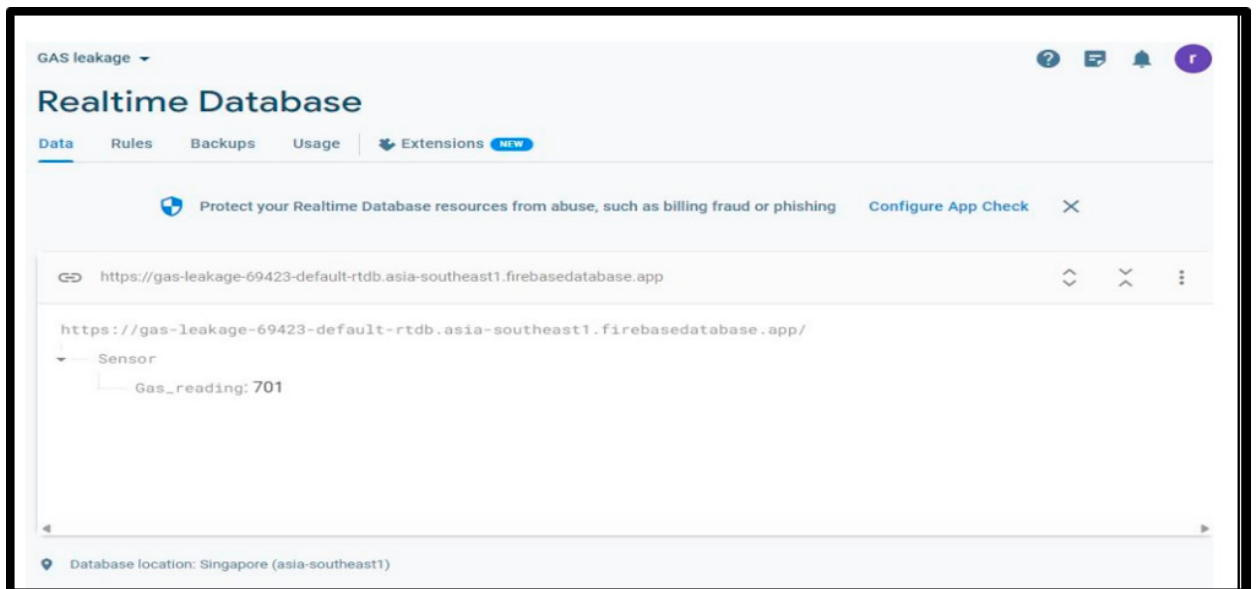 GAS leakage
r
Realtime Database
Data Rules Backups Usage Extensions NEW
Protect your Realtime Database resources from abuse, such as billing fraud or phishing Configure App Check
https://gas-leakage-69423-default-rtdb.asia-southeast1.firebasedatabase.app
https://gas-leakage-69423-default-rtdb.asia-southeast1.firebasedatabase.app/
Sensor
Gas_reading: 701
Database location: Singapore (asia-southeast1)